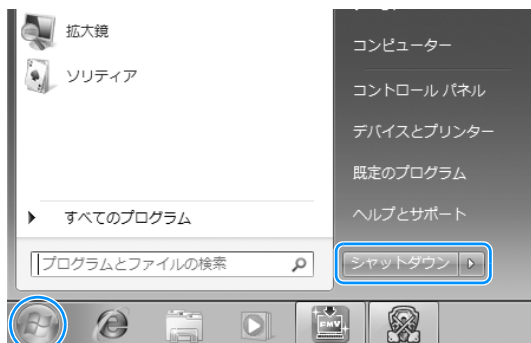 拡大鏡
ソリティア
すべてのプログラム
プログラムとファイルの検索
コンピューター
コントロール パネル
デバイスとプリンター
既定のプログラム
ヘルプとサポート
シャットダウン
FMV